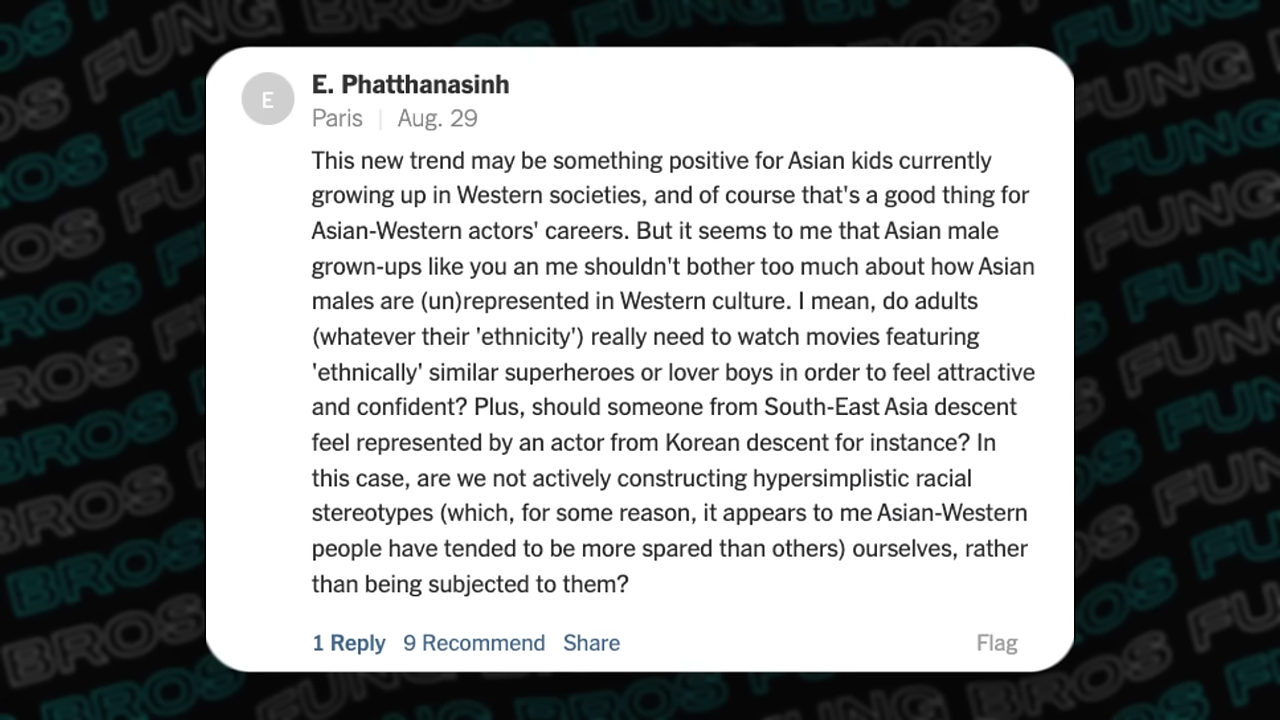 E. Phatthanasinh
E
Paris | Aug. 29
This new trend may be something positive for Asian kids currently
growing up in Western societies, and of course that's a good thing for
Asian-Western actors' careers. But it seems to me that Asian male
grown-ups like you an me shouldn't bother too much about how Asian
males are (un)represented in Western culture. I mean, do adults
(whatever their 'ethnicity') really need to watch movies featuring
'ethnically' similar superheroes or lover boys in order to feel attractive
and confident? Plus, should someone from South-East Asia descent
feel represented by an actor from Korean descent for instance? In
this case, are we not actively constructing hypersimplistic racial
stereotypes (which, for some reason, it appears to me Asian-Western
people have tended to be more spared than others) ourselves, rather
than being subjected to them?
1 Reply 9 Recommend Share Flag
FUNG BROS